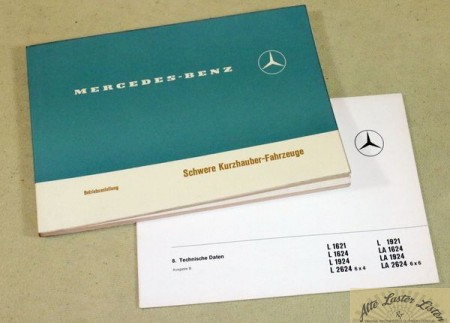 MERCEDES-BENZ
Schwere Kurzhauber-Fahrzeuge
Betriebsanleitung
6. Technische Daten
Ausgabe B
L 1621
L 1624
L 1924
L 2624 6x4
L 1921
LA 1624
LA 1924
LA 2624 6x6
Alte Laster Listen